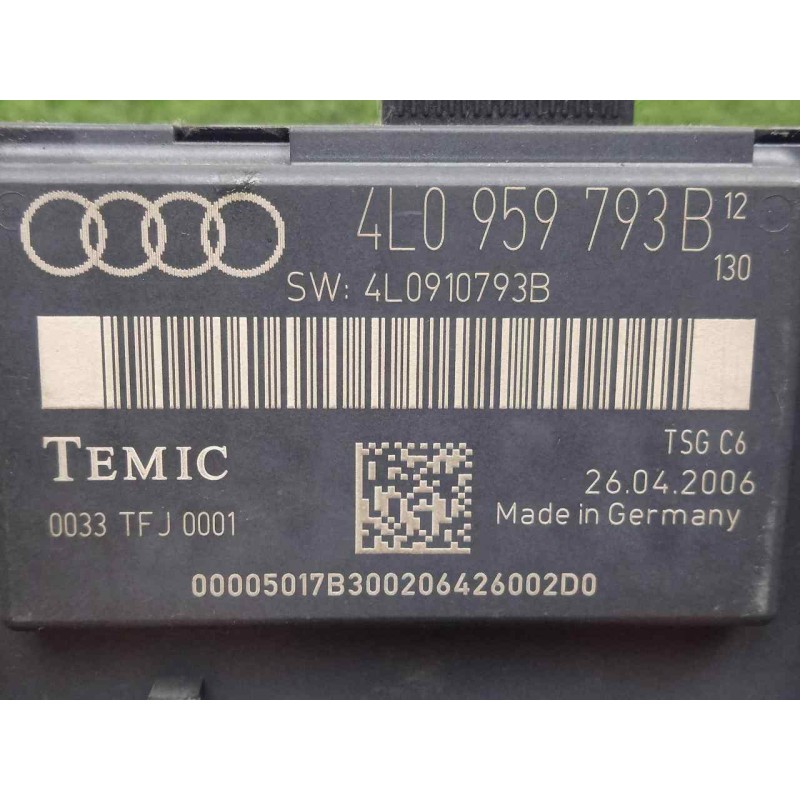 4L0 959 793B 12
130
SW: 4L0910793B
TEMIC
TSG C6
26.04.2006
0033 TFJ 0001
Made in Germany
00005017B300206426002D0